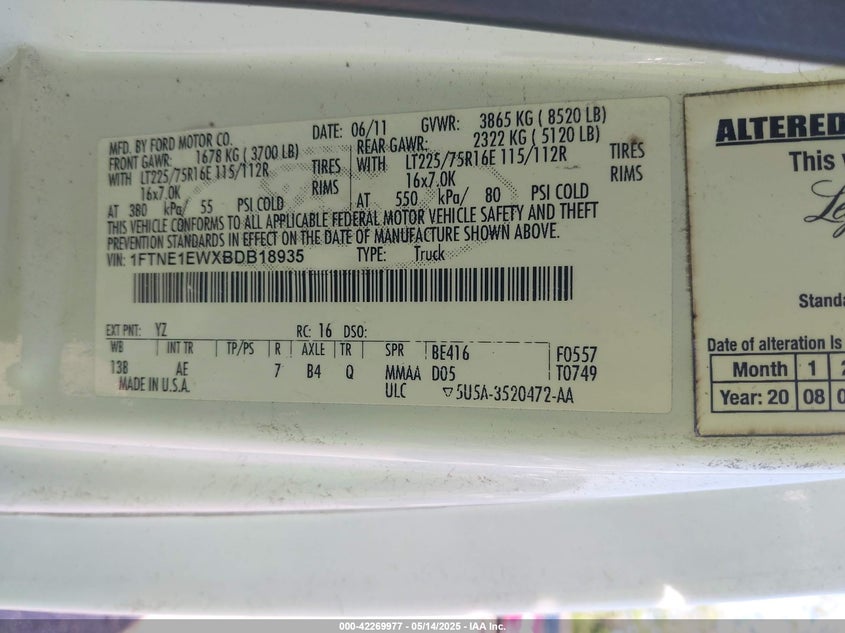 MFD. BY FORD MOTOR CO.
DATE: 06/11 GVWR: 3865 KG ( 8520 LB)
FRONT GAWR: 1678 KG ( 3700 LB)
WITH LT225/75R16E 115/112R TIRES
16x7.0K RIMS
AT 380 kPa/ 55 PSI COLD
REAR GAWR: 2322 KG ( 5120 LB)
WITH LT225/75R16E 115/112R TIRES
16x7.0K RIMS
AT 550 kPa/ 80 PSI COLD
THIS VEHICLE CONFORMS TO ALL APPLICABLE FEDERAL MOTOR VEHICLE SAFETY AND THEFT
PREVENTION STANDARDS IN EFFECT ON THE DATE OF MANUFACTURE SHOWN ABOVE.
VIN: 1FTNE1EWXBDB18935 TYPE: Truck
EXT PNT: YZ RC: 16 DSO:
WB INT TR TP/PS R AXLE TR SPR BE416 F0557
138 AE 7 B4 Q MMAA D05 T0749
MADE IN U.S.A. ULC 5U5A-3520472-AA
ALTERED
This v
Standa
Date of alteration Is
Month 1 2
Year: 20 08 0
000-42269977 - 05/14/2025 - IAA Holdings, Inc.